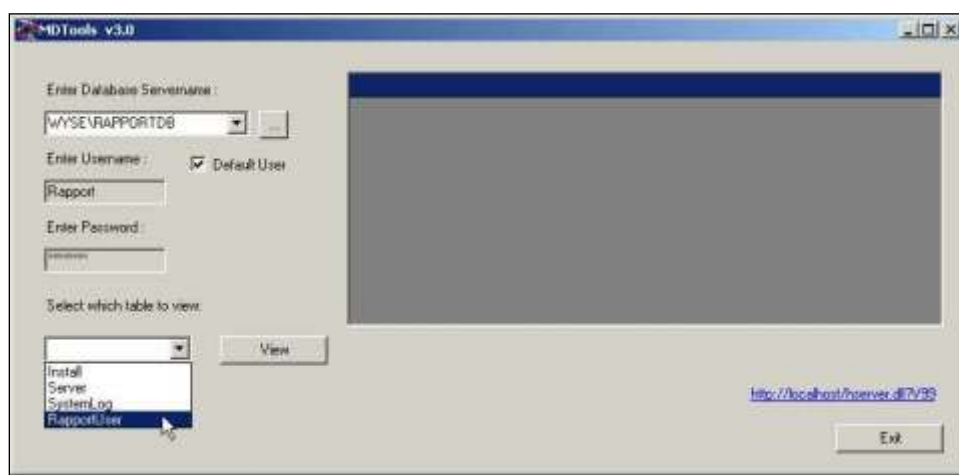 MDTools v3.0
Enter Database Servername :
WYSE\RAPPORTDB
...
Enter Username :
Default User
Rapport
Enter Password :
Select which table to view:
View
Install
Server
SystemLog
RapportUser
http://localhost/hserver.dll?V99
Exit